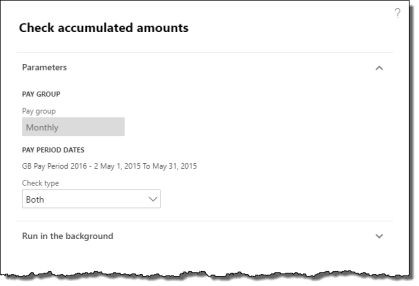 ?
Check accumulated amounts
Parameters
PAY GROUP
Pay group
Monthly
PAY PERIOD DATES
GB Pay Period 2016 - 2 May 1, 2015 To May 31, 2015
Check type
Both
Run in the background